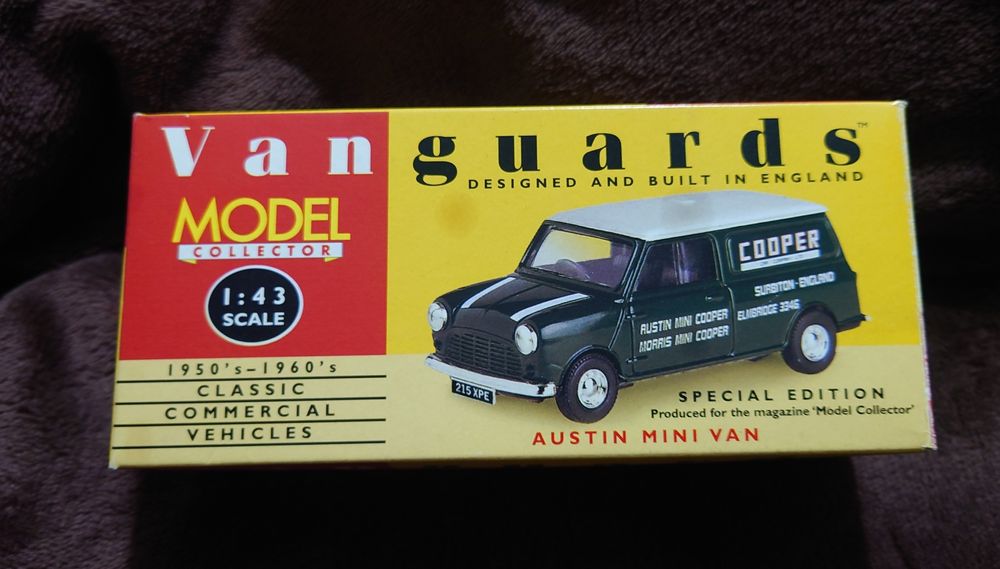 Vanguards™
DESIGNED AND BUILT IN ENGLAND
MODEL
COLLECTOR
1:43
SCALE
1950's–1960's
CLASSIC
COMMERCIAL
VEHICLES
COOPER
SURBITON·ENGLAND
ELMBRIDGE 3346
AUSTIN MINI COOPER
MORRIS MINI COOPER
215 XPE
SPECIAL EDITION
Produced for the magazine 'Model Collector'
AUSTIN MINI VAN